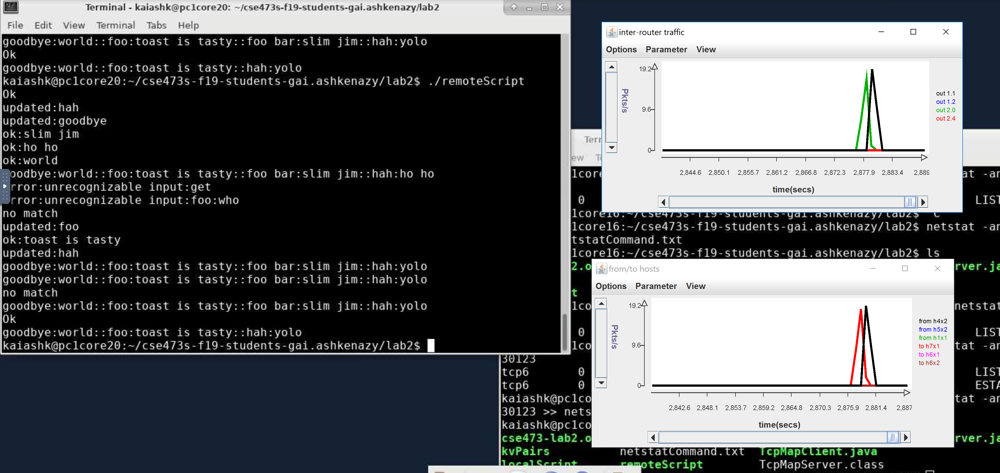 Terminal - kaiashk@pc1core20: ~/cse473s-f19-students-gai.ashkenazy/lab2
File Edit View Terminal Tabs Help
goodbye:world::foo:toast is tasty::foo bar:slim jim::hah:yolo
Ok
goodbye:world::foo:toast is tasty::hah:yolo
kaiashk@pc1core20:~/cse473s-f19-students-gai.ashkenazy/lab2$ ./remoteScript
Ok
updated:hah
updated:goodbye
ok:slim jim
ok:ho ho
ok:world
oodbye:world::foo:toast is tasty::foo bar:slim jim::hah:ho ho
rror:unrecognizable input:get
rror:unrecognizable input:foo:who
no match
updated:foo
ok:toast is tasty
updated:hah
goodbye:world::foo:toast is tasty::foo bar:slim jim::hah:yolo
goodbye:world::foo:toast is tasty::foo bar:slim jim::hah:yolo
no match
goodbye:world::foo:toast is tasty::foo bar:slim jim::hah:yolo
Ok
goodbye:world::foo:toast is tasty::hah:yolo
kaiashk@pc1core20:~/cse473s-f19-students-gai.ashkenazy/lab2$
inter-router traffic
Options Parameter View
Pkts/s
19.2
9.6
0
out 1.1
out 1.2
out 2.0
out 2.4
2,844.6 2,850.1 2,855.7 2,861.2 2,866.8 2,872.3 2,877.9 2,883.4 2,889
time(secs)
Terr
ew
1core
at -an
0 LIST
1core16:~/cse473s-f19-students-gai.ashkenazy/lab2$ ^C
1core16:~/cse473s-f19-students-gai.ashkenazy/lab2$ netstat -an
tstatCommand.txt
1core16:~/cse473s-f19-students-gai.ashkenazy/lab2$ ls
2.o rver.ja
t
1co netstat
0 LIST
1co tat -an
from/to hosts
Options Parameter View
Pkts/s
19.2
9.6
0
from h4x2
from h5x2
from h1x1
to h7x1
to h6x1
to h6x2
2,842.6 2,848.1 2,853.7 2,859.2 2,864.8 2,870.3 2,875.9 2,881.4 2,887
time(secs)
30123
tcp6 0 LIST
tcp6 0 ESTA
kaiashk@pc1co tat -an
30123 >> nets
kaiashk@pc1co
cse473-lab2.o rver.ja
kvPairs netstatCommand.txt TcpMapClient.java
localScript remoteScript TcpMapServer.class